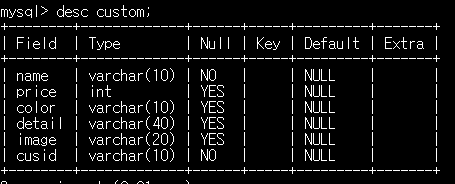 mysql> desc custom;
+--------+-------------+------+-----+---------+-------+
| Field | Type | Null | Key | Default | Extra |
+--------+-------------+------+-----+---------+-------+
| name | varchar(10) | NO | | NULL | |
| price | int | YES | | NULL | |
| color | varchar(10) | YES | | NULL | |
| detail | varchar(40) | YES | | NULL | |
| image | varchar(20) | YES | | NULL | |
| cusid | varchar(10) | NO | | NULL | |
+--------+-------------+------+-----+---------+-------+